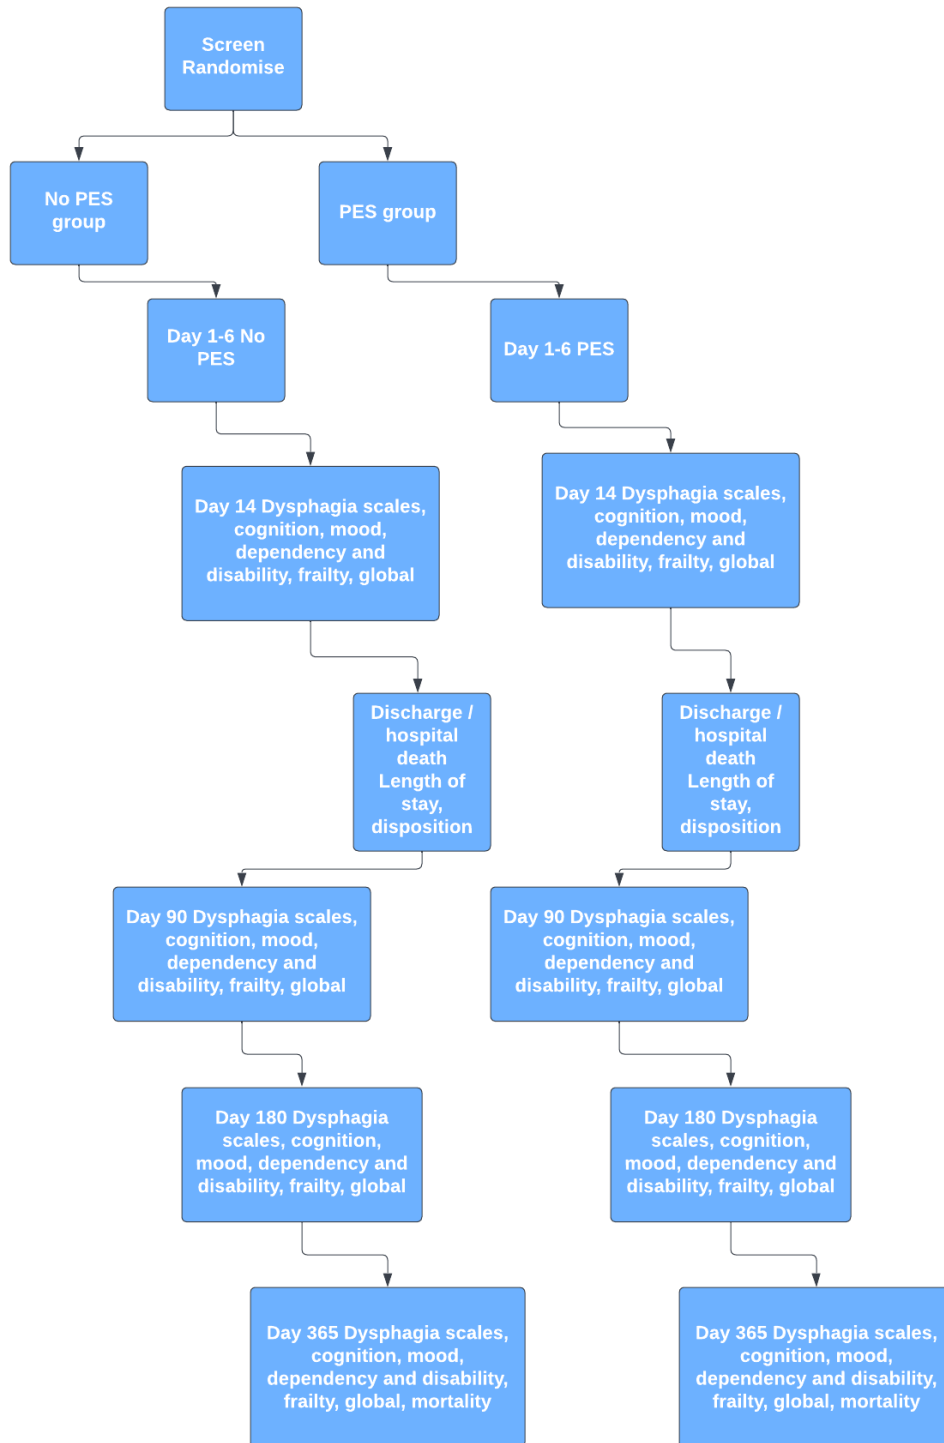 Screen
Randomise
No PES
group
PES group
Day 1-6 No
PES
Day 1-6 PES
Day 14 Dysphagia scales,
cognition, mood,
dependency and
disability, frailty, global
Day 14 Dysphagia scales,
cognition, mood,
dependency and
disability, frailty, global
Discharge /
hospital
death
Length of
stay,
disposition
Discharge /
hospital
death
Length of
stay,
disposition
Day 90 Dysphagia scales,
cognition, mood,
dependency and
disability, frailty, global
Day 90 Dysphagia scales,
cognition, mood,
dependency and
disability, frailty, global
Day 180 Dysphagia
scales, cognition,
mood, dependency and
disability, frailty, global
Day 180 Dysphagia
scales, cognition,
mood, dependency and
disability, frailty, global
Day 365 Dysphagia scales,
cognition, mood,
dependency and disability,
frailty, global, mortality
Day 365 Dysphagia scales,
cognition, mood,
dependency and disability,
frailty, global, mortality